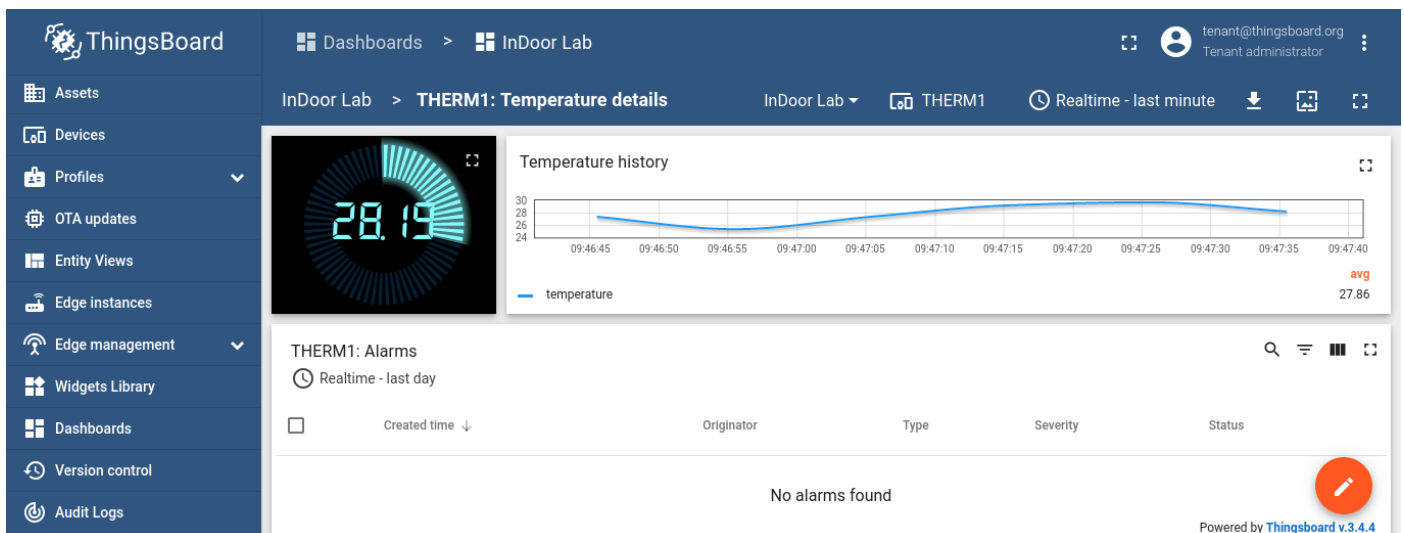 ThingsBoard
Dashboards > InDoor Lab
tenant@thingsboard.org
Tenant administrator
Assets
Devices
Profiles
OTA updates
Entity Views
Edge instances
Edge management
Widgets Library
Dashboards
Version control
Audit Logs
InDoor Lab > THERM1: Temperature details
InDoor Lab
THERM1
Realtime - last minute
28.19
Temperature history
30
28
26
24
09:46:45 09:46:50 09:46:55 09:47:00 09:47:05 09:47:10 09:47:15 09:47:20 09:47:25 09:47:30 09:47:35 09:47:40
avg
temperature 27.86
THERM1: Alarms
Realtime - last day
Created time Originator Type Severity Status
No alarms found
Powered by Thingsboard v.3.4.4